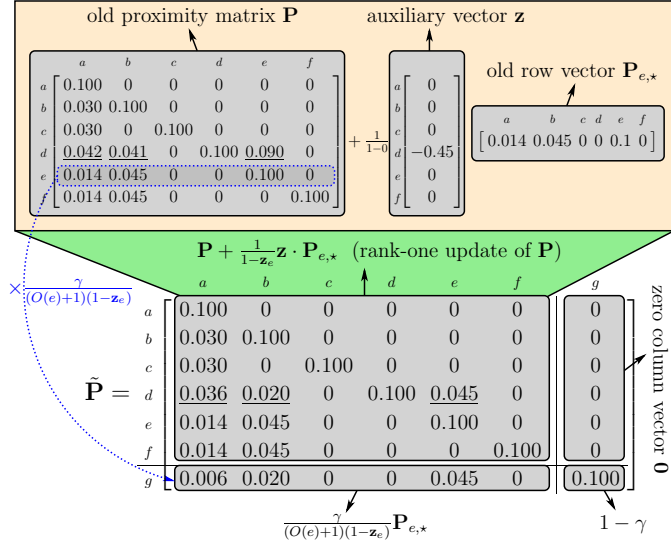 old proximity matrix P
auxiliary vector z
old row vector P_{e,⋆}
a b c d e f
a 0.100 0 0 0 0 0 0
b 0.030 0.100 0 0 0 0 0
c 0.030 0 0.100 0 0 0 0
d 0.042 0.041 0 0.100 0.090 0 + 1/(1−0) d −0.45
e 0.014 0.045 0 0 0.100 0 e 0
f 0.014 0.045 0 0 0 0.100 f 0
a b c d e f
[ 0.014 0.045 0 0 0.1 0 ]
P + 1/(1−z_e) z · P_{e,⋆} (rank-one update of P)
× γ/((O(e)+1)(1−z_e))
a b c d e f g
a 0.100 0 0 0 0 0 0
b 0.030 0.100 0 0 0 0 0
c 0.030 0 0.100 0 0 0 0
P̃ = d 0.036 0.020 0 0.100 0.045 0 0
e 0.014 0.045 0 0 0.100 0 0
f 0.014 0.045 0 0 0 0.100 0
g 0.006 0.020 0 0 0.045 0 0.100
zero column vector 0
γ/((O(e)+1)(1−z_e)) P_{e,⋆}
1 − γ